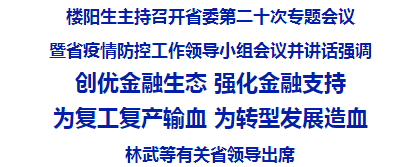 楼阳生主持召开省委第二十次专题会议
暨省疫情防控工作领导小组会议并讲话强调
创优金融生态 强化金融支持
为复工复产输血 为转型发展造血
林武等有关省领导出席